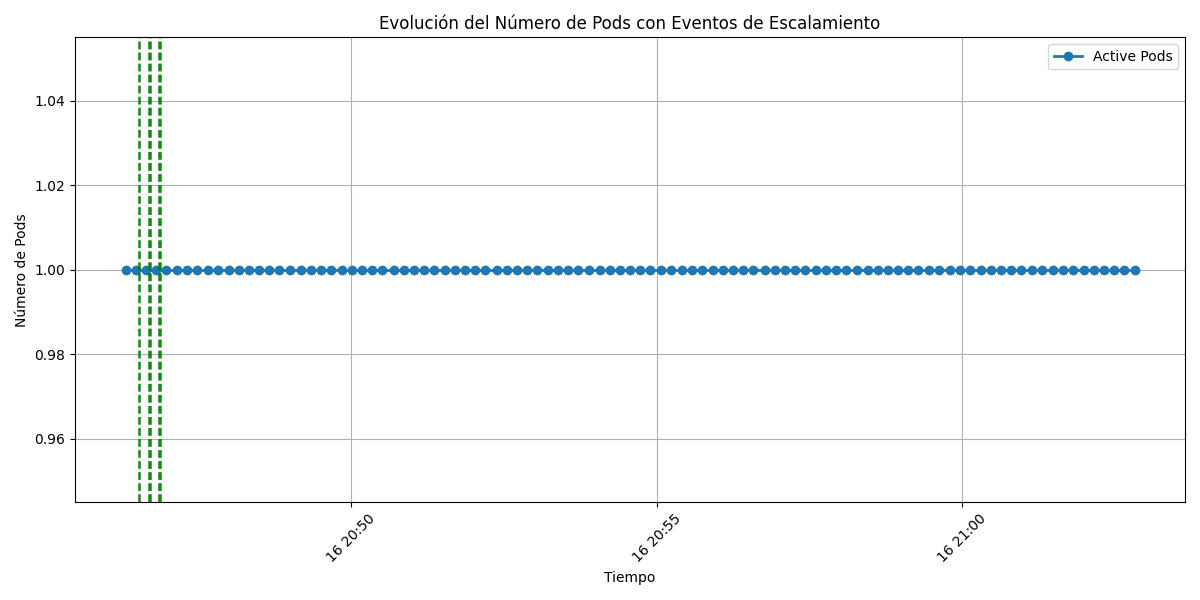 Evolución del Número de Pods con Eventos de Escalamiento
Active Pods
1.04
1.02
1.00
0.98
0.96
Número de Pods
16 20:50
16 20:55
16 21:00
Tiempo